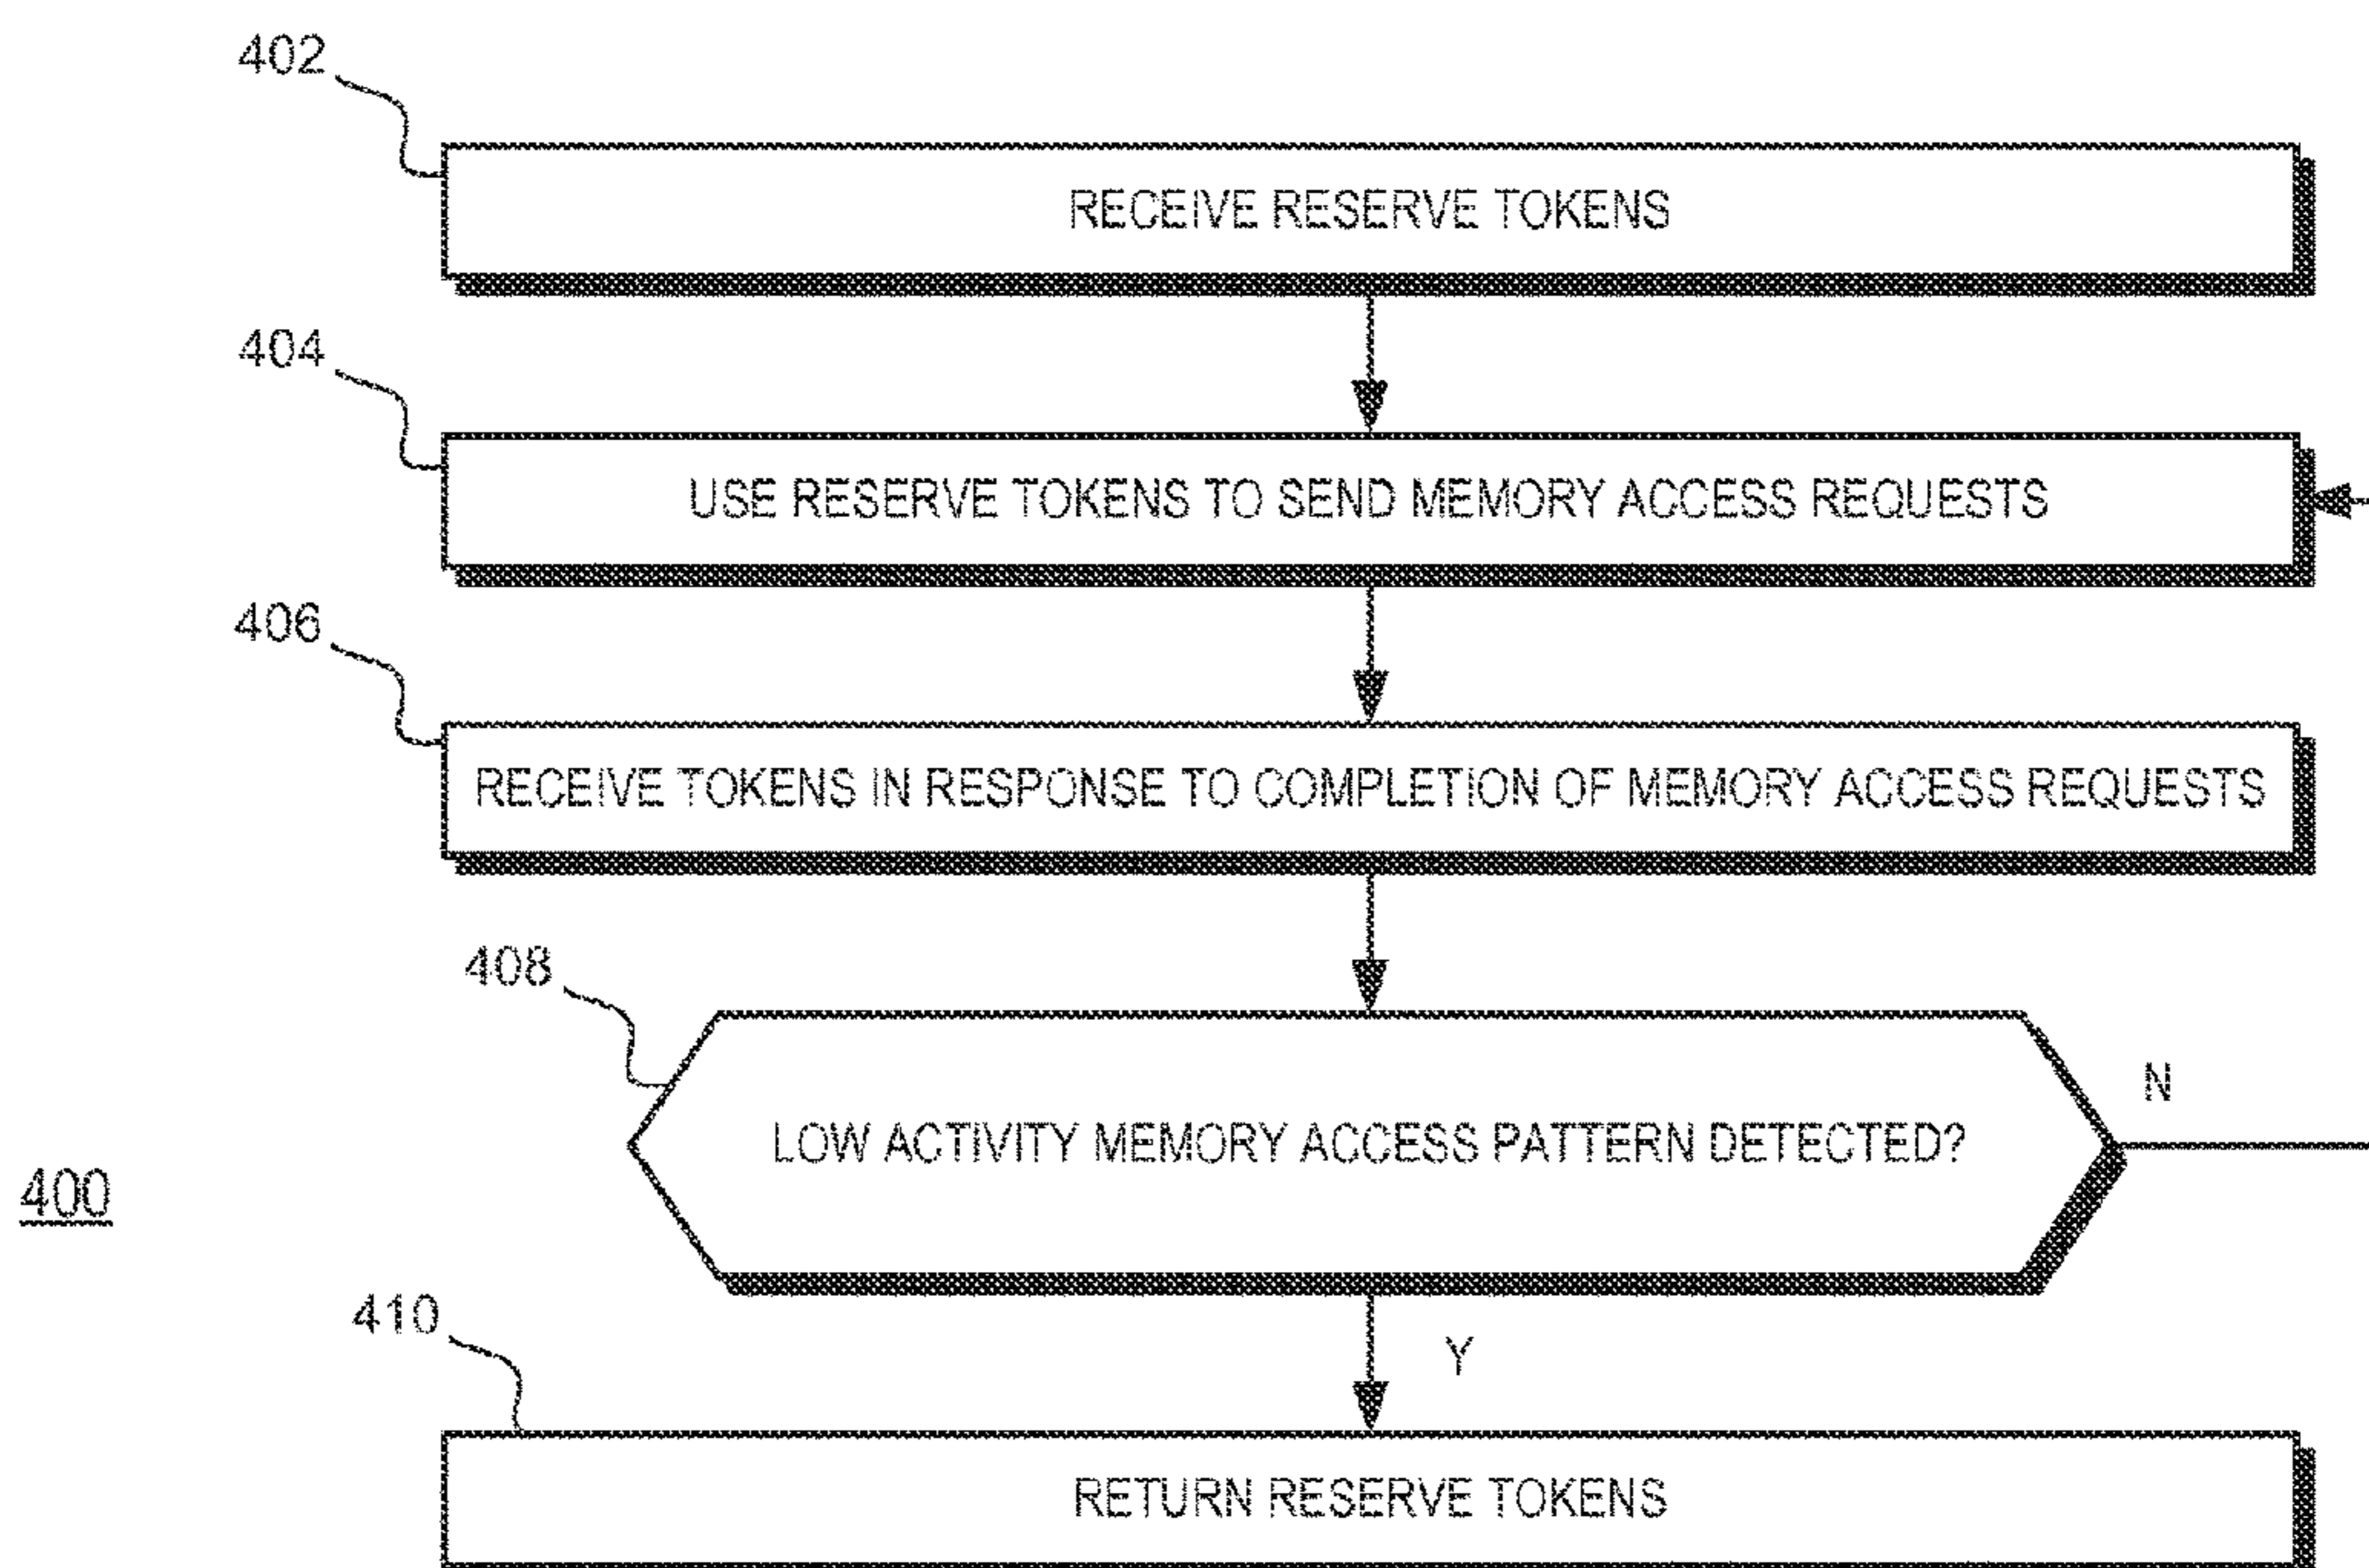 402
RECEIVE RESERVE TOKENS
404
USE RESERVE TOKENS TO SEND MEMORY ACCESS REQUESTS
406
RECEIVE TOKENS IN RESPONSE TO COMPLETION OF MEMORY ACCESS REQUESTS
408
N
LOW ACTIVITY MEMORY ACCESS PATTERN DETECTED?
400
410
Y
RETURN RESERVE TOKENS